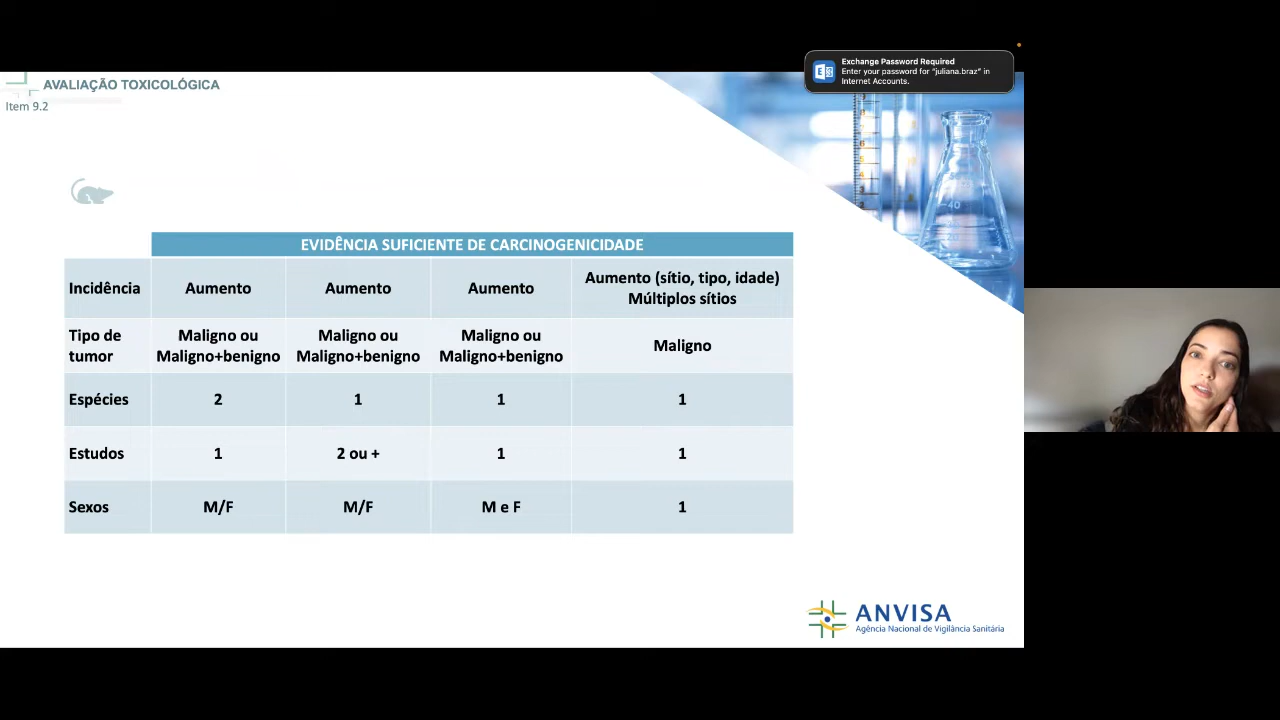 Exchange Password Required
Enter your password for “juliana.braz” in
Internet Accounts.
AVALIAÇÃO TOXICOLÓGICA
Item 9.2
EVIDÊNCIA SUFICIENTE DE CARCINOGENICIDADE
Incidência Aumento Aumento Aumento Aumento (sítio, tipo, idade)
Múltiplos sítios
Tipo de Maligno ou Maligno ou Maligno ou Maligno
tumor Maligno+benigno Maligno+benigno Maligno+benigno
Espécies 2 1 1 1
Estudos 1 2 ou + 1 1
Sexos M/F M/F M e F 1
ANVISA
Agência Nacional de Vigilância Sanitária